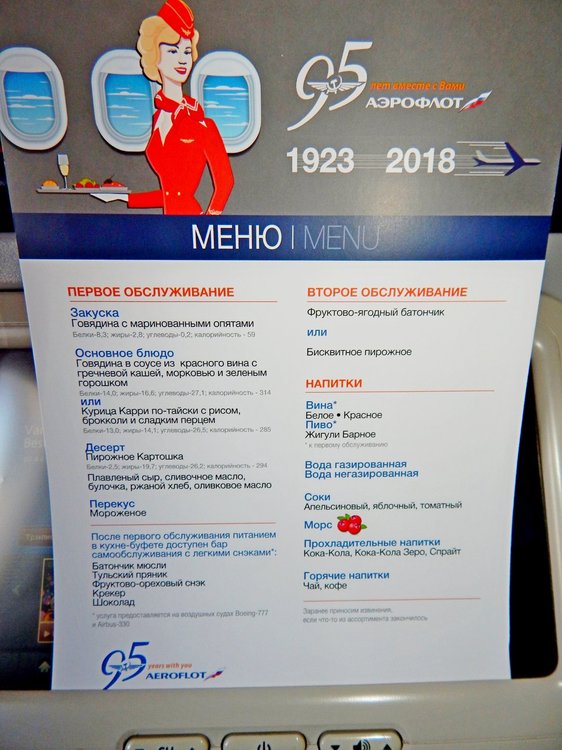 95 лет вместе с Вами
АЭРОФЛОТ
1923 2018
МЕНЮ | MENU
ПЕРВОЕ ОБСЛУЖИВАНИЕ
Закуска
Говядина с маринованными опятами
Белки-8,3; жиры-2,8; углеводы-0,2; калорийность - 59
Основное блюдо
Говядина в соусе из красного вина с
гречневой кашей, морковью и зеленым
горошком
Белки-14,0; жиры-16,6; углеводы-27,1; калорийность - 314
или
Курица Карри по-тайски с рисом,
брокколи и сладким перцем
Белки-13,0; жиры-14,1; углеводы-26,5; калорийность - 285
Десерт
Пирожное Картошка
Белки-2,5; жиры-19,7; углеводы-26,2; калорийность - 294
Плавленый сыр, сливочное масло,
булочка, ржаной хлеб, оливковое масло
Перекус
Мороженое
После первого обслуживания питанием
в кухне-буфете доступен бар
самообслуживания с легкими снэками*:
Батончик мюсли
Тульский пряник
Фруктово-ореховый снэк
Крекер
Шоколад
* услуга предоставляется на воздушных судах Boeing-777
и Airbus-330
95 years with you
AEROFLOT
ВТОРОЕ ОБСЛУЖИВАНИЕ
Фруктово-ягодный батончик
или
Бисквитное пирожное
НАПИТКИ
Вина*
Белое • Красное
Пиво*
Жигули Барное
* к первому обслуживанию
Вода газированная
Вода негазированная
Соки
Апельсиновый, яблочный, томатный
Морс
Прохладительные напитки
Кока-Кола, Кока-Кола Зеро, Спрайт
Горячие напитки
Чай, кофе
Заранее приносим извинения,
если что-то из ассортимента закончилось